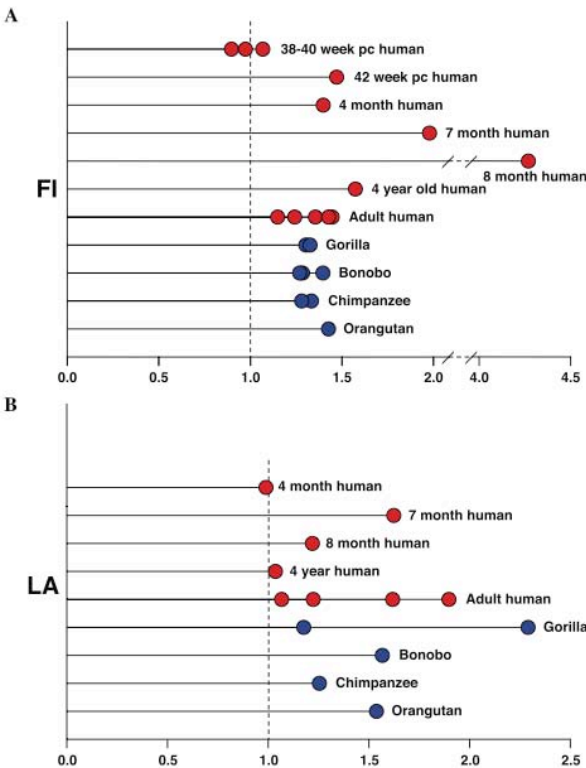 A
38-40 week pc human
42 week pc human
4 month human
7 month human
8 month human
FI
4 year old human
Adult human
Gorilla
Bonobo
Chimpanzee
Orangutan
0.0 0.5 1.0 1.5 2.0 4.0 4.5
B
4 month human
7 month human
8 month human
4 year human
LA
Adult human
Gorilla
Bonobo
Chimpanzee
Orangutan
0.0 0.5 1.0 1.5 2.0 2.5